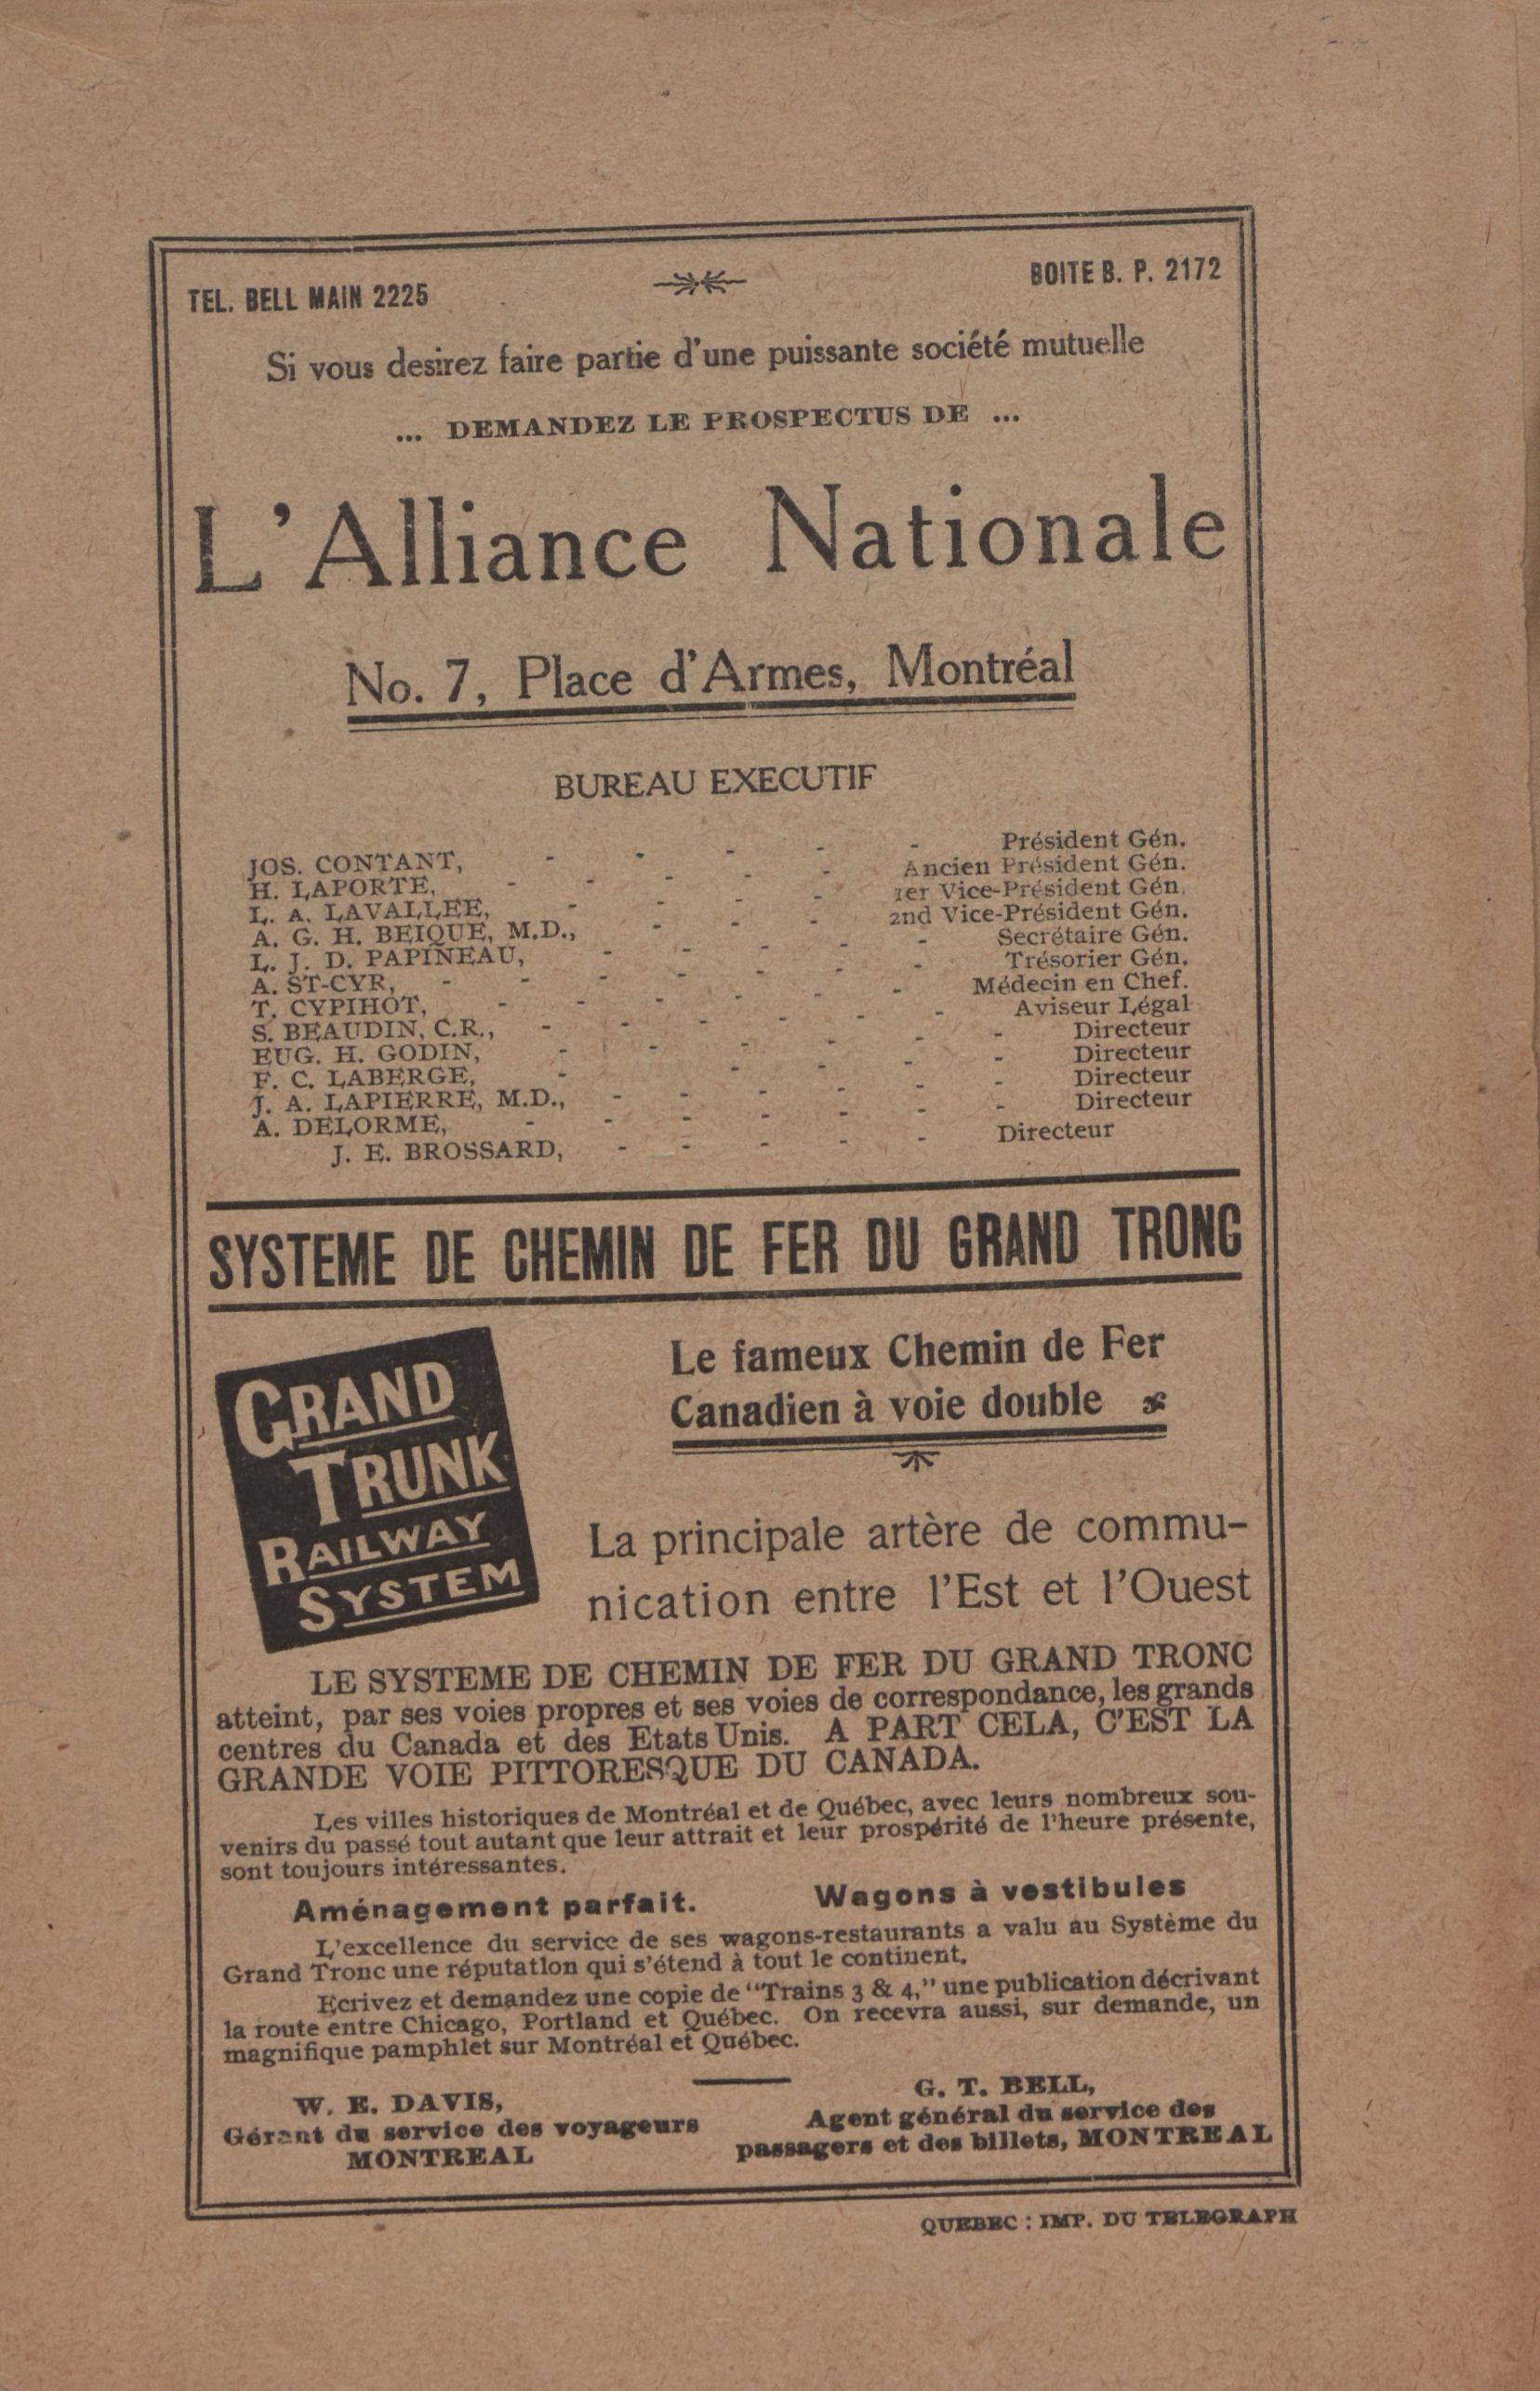 TEL. BELL MAIN 2225 BOITE B. P. 2172
Si vous desirez faire partie d'une puissante société mutuelle
... DEMANDEZ LE PROSPECTUS DE ...
L'Alliance Nationale
No. 7, Place d'Armes, Montréal
BUREAU EXECUTIF
JOS. CONTANT, - - - - - Président Gén.
H. LAPORTE, - - - - - Ancien Président Gén.
L. A. LAVALLEE, - - - - 1er Vice-Président Gén.
A. G. H. BEIQUE, M.D., - - - 2nd Vice-Président Gén.
L. J. D. PAPINEAU, - - - - - Secrétaire Gén.
A. ST-CYR, - - - - - - - Trésorier Gén.
T. CYPIHOT, - - - - - - Médecin en Chef.
S. BEAUDIN, C.R., - - - - - - Aviseur Légal
EUG. H. GODIN, - - - - - - Directeur
F. C. LABERGE, - - - - - Directeur
J. A. LAPIERRE, M.D., - - - - - - Directeur
A. DELORME, - - - - - - - Directeur
J. E. BROSSARD, - - - - - Directeur
SYSTEME DE CHEMIN DE FER DU GRAND TRONC
GRAND
TRUNK
RAILWAY
SYSTEM
Le fameux Chemin de Fer
Canadien à voie double
La principale artère de commu-
nication entre l'Est et l'Ouest
LE SYSTEME DE CHEMIN DE FER DU GRAND TRONC
atteint, par ses voies propres et ses voies de correspondance, les grands
centres du Canada et des Etats Unis. A PART CELA, C'EST LA
GRANDE VOIE PITTORESQUE DU CANADA.
Les villes historiques de Montréal et de Québec, avec leurs nombreux sou-
venirs du passé tout autant que leur attrait et leur prospérité de l'heure présente,
sont toujours intéressantes.
Aménagement parfait. Wagons à vestibules
L'excellence du service de ses wagons-restaurants a valu au Système du
Grand Tronc une réputation qui s'étend à tout le continent.
Ecrivez et demandez une copie de "Trains 3 & 4," une publication décrivant
la route entre Chicago, Portland et Québec. On recevra aussi, sur demande, un
magnifique pamphlet sur Montréal et Québec.
W. E. DAVIS,
Gérant du service des voyageurs
MONTREAL
G. T. BELL,
Agent général du service des
passagers et des billets, MONTREAL
QUEBEC : IMP. DU TELEGRAPH